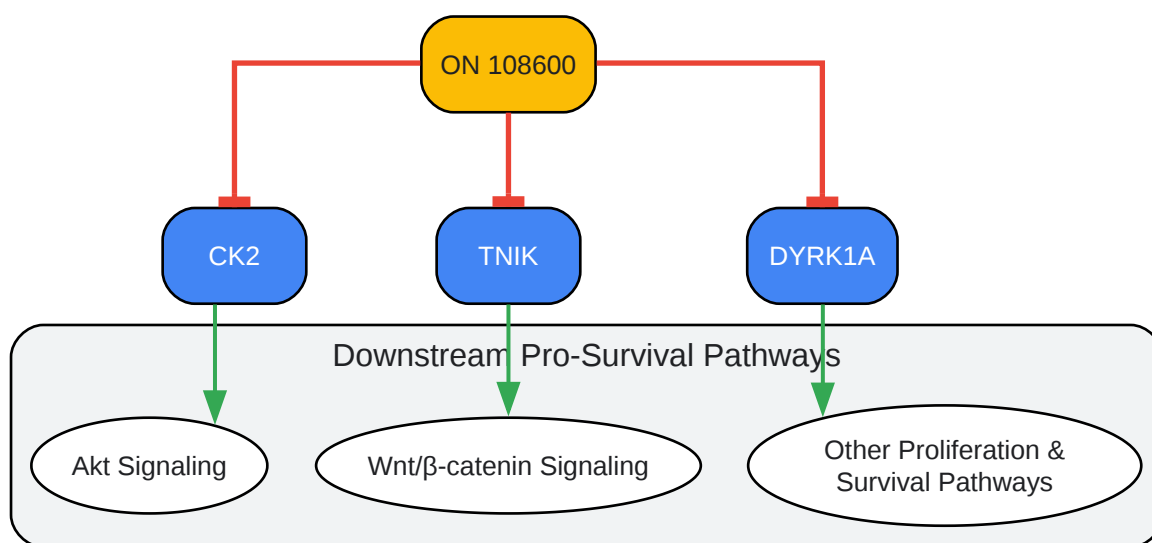 ON 108600
CK2
TNIK
DYRK1A
Downstream Pro-Survival Pathways
Akt Signaling
Wnt/β-catenin Signaling
Other Proliferation &
Survival Pathways